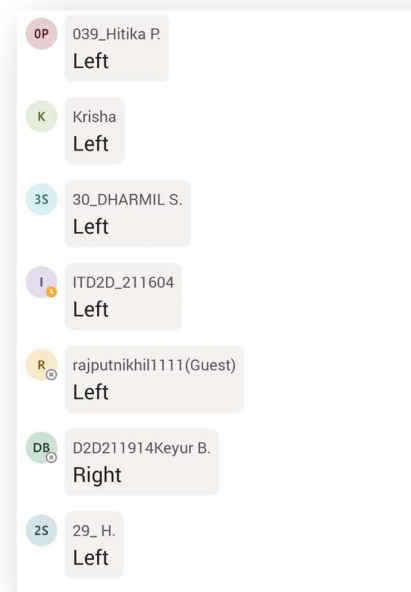 0P
039_Hitika P.
Left
K
Krisha
Left
3S
30_DHARMIL S.
Left
I
ITD2D_211604
Left
R
rajputnikhil1111(Guest)
Left
DB
D2D211914Keyur B.
Right
2S
29_ H.
Left